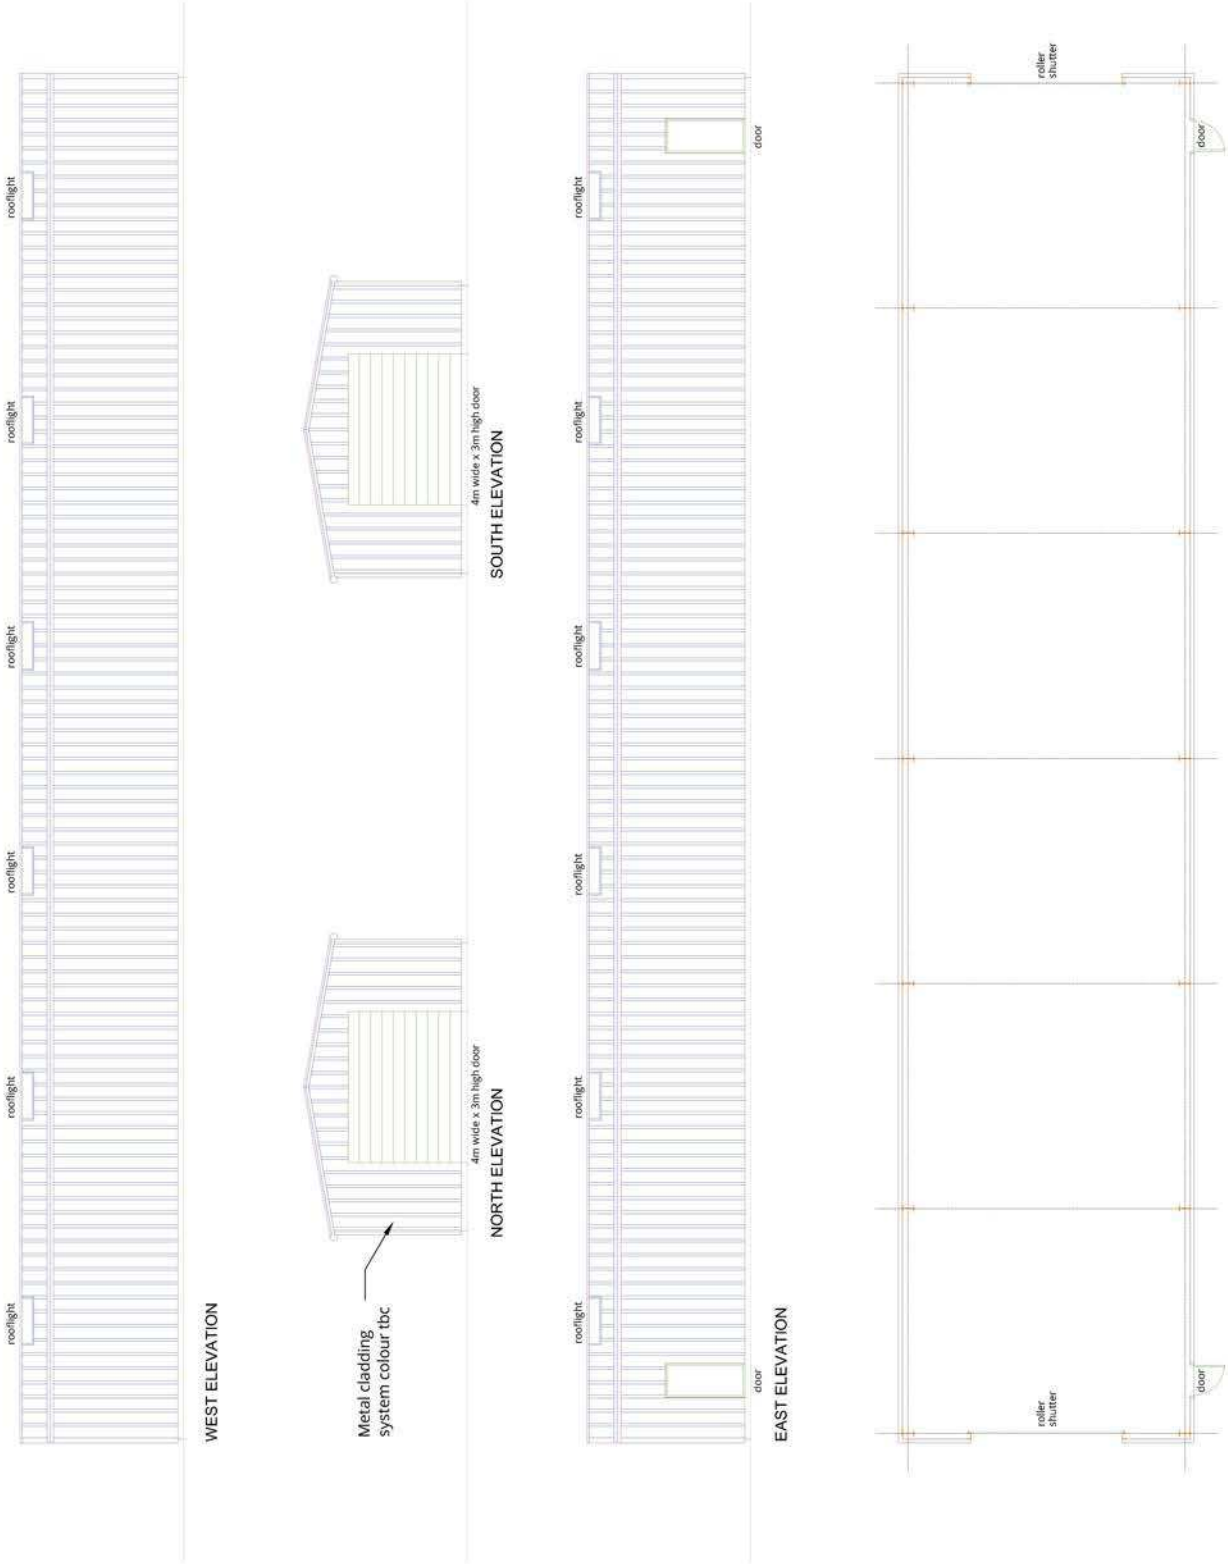 rooflight
rooflight
rooflight
rooflight
rooflight
rooflight
WEST ELEVATION
Metal cladding
system colour tbc
4m wide x 3m high door
NORTH ELEVATION
4m wide x 3m high door
SOUTH ELEVATION
rooflight
rooflight
rooflight
rooflight
rooflight
rooflight
door
door
EAST ELEVATION
roller
shutter
roller
shutter
door
door